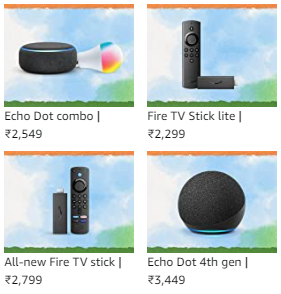 Echo Dot combo |
₹2,549
Fire TV Stick lite |
₹2,299
All-new Fire TV stick |
₹2,799
Echo Dot 4th gen |
₹3,449